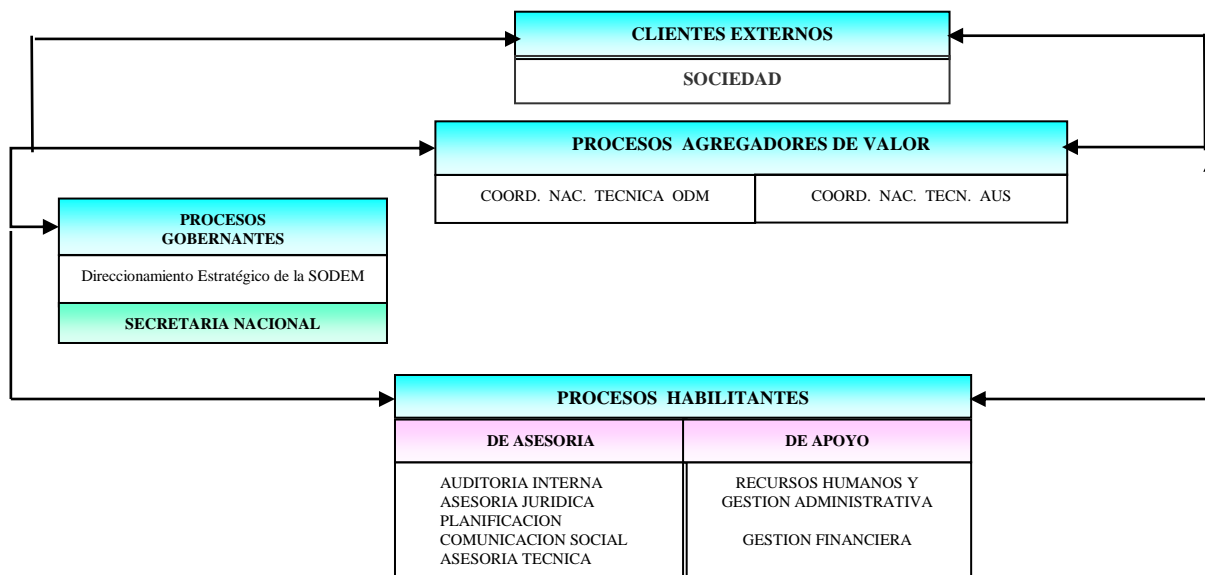 CLIENTES EXTERNOS
SOCIEDAD
PROCESOS AGREGADORES DE VALOR
COORD. NAC. TECNICA ODM
COORD. NAC. TECN. AUS
PROCESOS
GOBERNANTES
Direccionamiento Estratégico de la SODEM
SECRETARIA NACIONAL
PROCESOS HABILITANTES
DE ASESORIA
DE APOYO
AUDITORIA INTERNA
ASESORIA JURIDICA
PLANIFICACION
COMUNICACION SOCIAL
ASESORIA TECNICA
RECURSOS HUMANOS Y
GESTION ADMINISTRATIVA
GESTION FINANCIERA